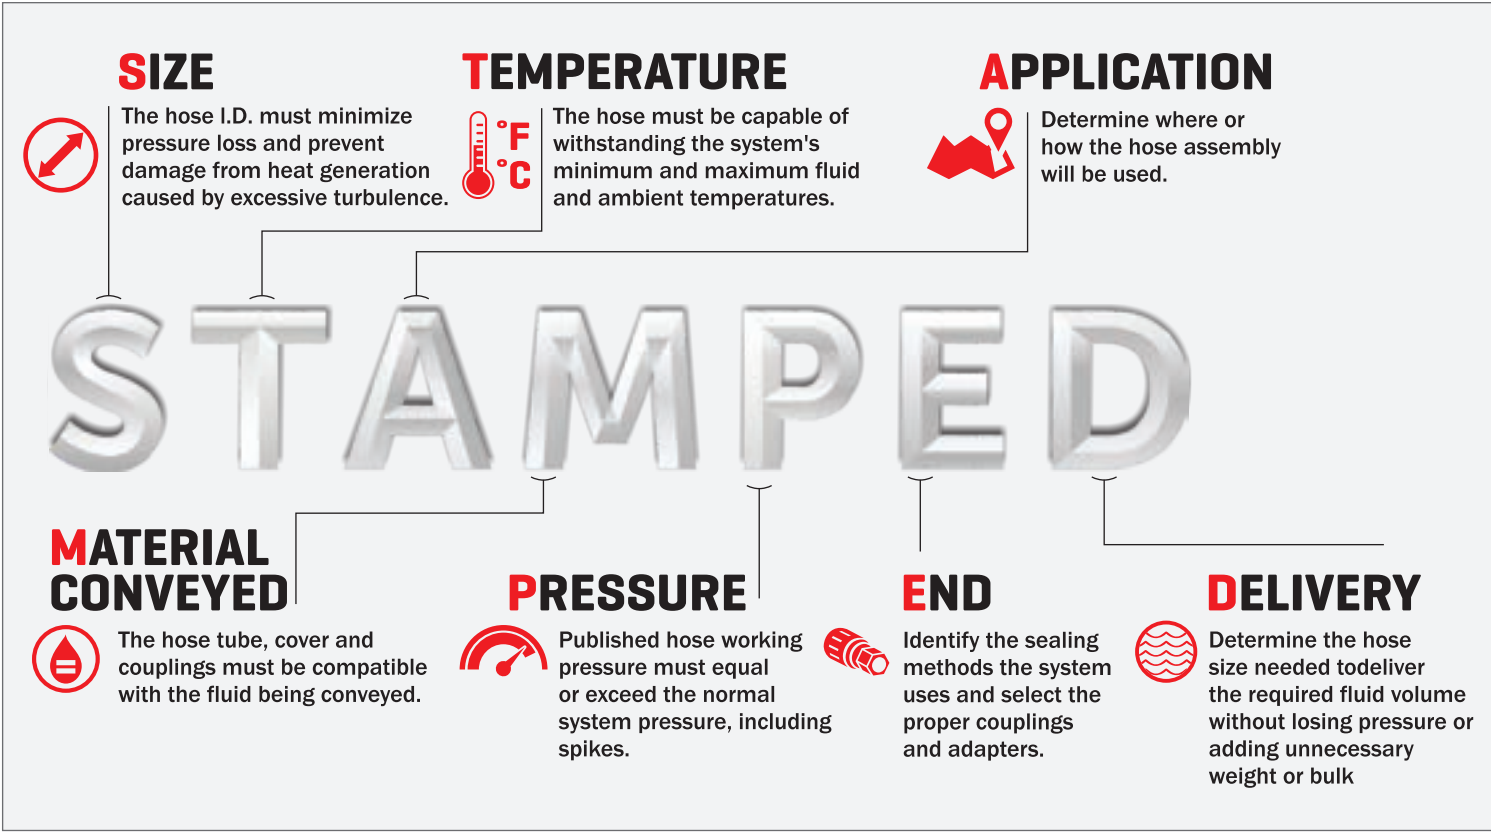 SIZE
The hose I.D. must minimize
pressure loss and prevent
damage from heat generation
caused by excessive turbulence.
TEMPERATURE
°F
°C
The hose must be capable of
withstanding the system's
minimum and maximum fluid
and ambient temperatures.
APPLICATION
Determine where or
how the hose assembly
will be used.
STAMPED
MATERIAL
CONVEYED
The hose tube, cover and
couplings must be compatible
with the fluid being conveyed.
PRESSURE
Published hose working
pressure must equal
or exceed the normal
system pressure, including
spikes.
END
Identify the sealing
methods the system
uses and select the
proper couplings
and adapters.
DELIVERY
Determine the hose
size needed todeliver
the required fluid volume
without losing pressure or
adding unnecessary
weight or bulk